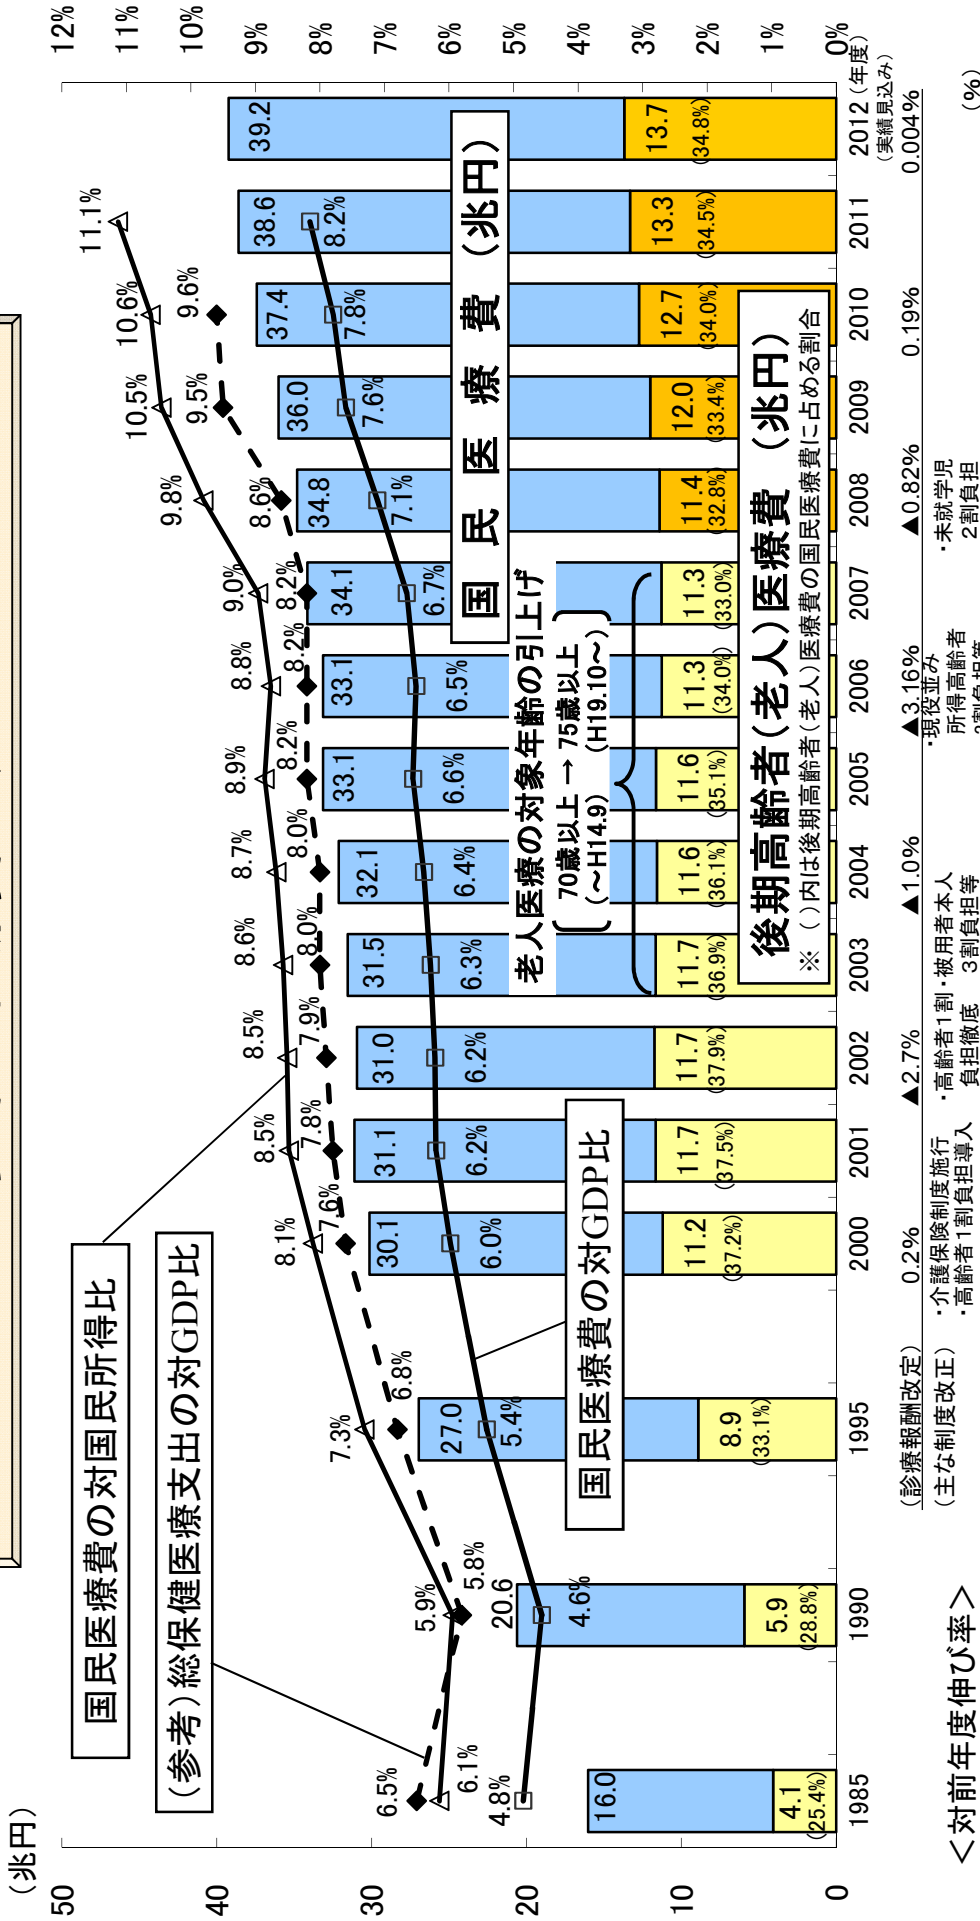 (兆円)
国民医療費の対国民所得比
(参考)総保健医療支出の対GDP比
国民医療費の対GDP比
国 民 医 療 費 (兆円)
老人医療の対象年齢の引上げ
70歳以上 → 75歳以上
(~H14.9) (H19.10~)
後期高齢者(老人)医療費 (兆円)
※ ( )内は後期高齢者(老人)医療費の国民医療費に占める割合
50
40
30
20
10
0
12%
11%
10%
9%
8%
7%
6%
5%
4%
3%
2%
1%
0%
6.1% 5.9% 7.3% 8.1% 8.5% 8.5% 8.6% 8.7% 8.9% 8.8% 9.0% 9.8% 10.5% 10.6% 11.1%
6.5% 5.8% 6.8% 7.6% 7.8% 7.9% 8.0% 8.0% 8.2% 8.2% 8.2% 8.6% 9.5% 9.6%
16.0 20.6 27.0 30.1 31.1 31.0 31.5 32.1 33.1 33.1 34.1 34.8 36.0 37.4 38.6 39.2
4.8% 4.6% 5.4% 6.0% 6.2% 6.2% 6.3% 6.4% 6.6% 6.5% 6.7% 7.1% 7.6% 7.8% 8.2%
4.1 5.9 8.9 11.2 11.7 11.7 11.7 11.6 11.6 11.3 11.3 11.4 12.0 12.7 13.3 13.7
(25.4%) (28.8%) (33.1%) (37.2%) (37.5%) (37.9%) (36.9%) (36.1%) (35.1%) (34.0%) (33.0%) (32.8%) (33.4%) (34.0%) (34.5%) (34.8%)
1985 1990 1995 2000 2001 2002 2003 2004 2005 2006 2007 2008 2009 2010 2011 2012 (年度)
(実績見込み)
(診療報酬改定) 0.2% ▲2.7% ▲1.0% ▲3.16% ▲0.82% 0.19% 0.004%
(主な制度改正)
・介護保険制度施行
・高齢者1割負担導入
・高齢者1割
負担徹底
・被用者本人
3割負担等
・現役並み
所得高齢者
・未就学児
2割負担
<対前年度伸び率>
(%)